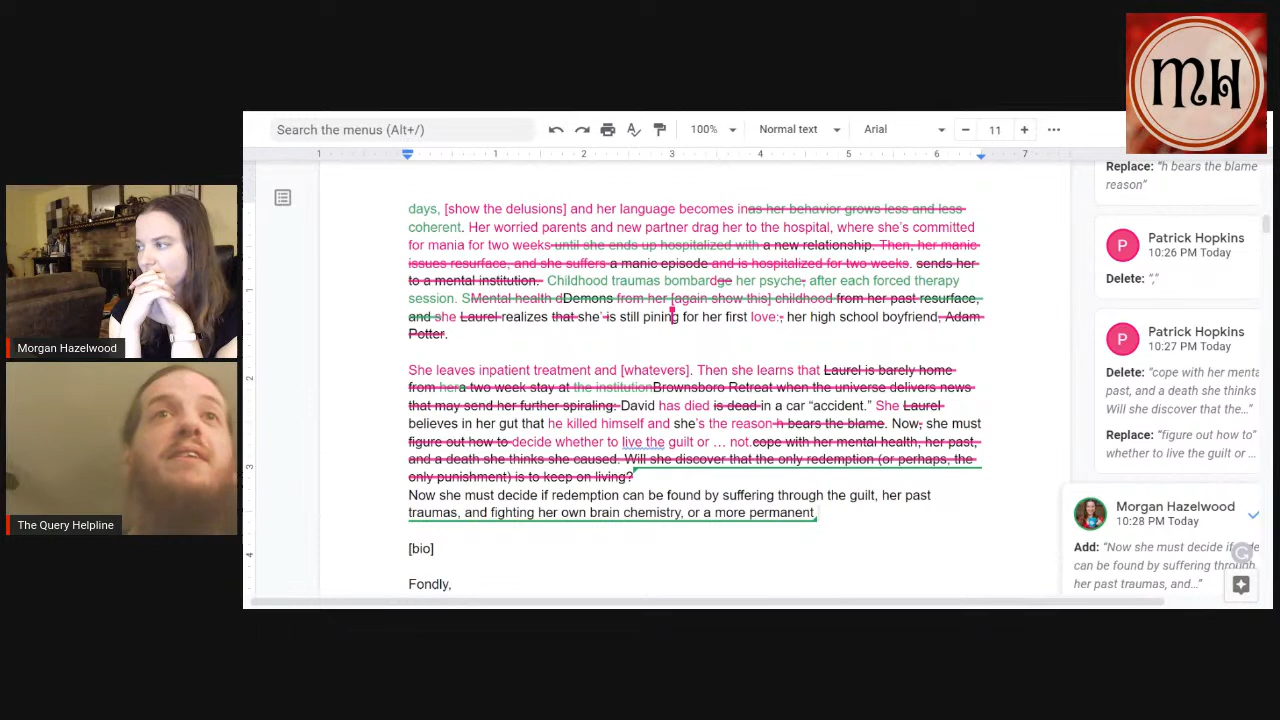 MH
Search the menus (Alt+/)
100%
Normal text
Arial
11
1 1 2 3 4 5 6 7
Replace: “h bears the blame
reason”
days, [show the delusions] and her language becomes inas her behavior grows less and less
coherent. Her worried parents and new partner drag her to the hospital, where she’s committed
for mania for two weeks until she ends up hospitalized with a new relationship. Then, her manic
issues resurface, and she suffers a manic episode and is hospitalized for two weeks. sends her
to a mental institution. Childhood traumas bombardge her psyche, after each forced therapy
session. SMental health dDemons from her [again show this] childhood from her past resurface,
and she Laurel realizes that she’ is still pining for her first love:, her high school boyfriend, Adam
Potter.
Patrick Hopkins
10:26 PM Today
Delete: “,”
Patrick Hopkins
10:27 PM Today
Delete: “cope with her menta
past, and a death she thinks
Will she discover that the...”
Replace: “figure out how to”
whether to live the guilt or ...
She leaves inpatient treatment and [whatevers]. Then she learns that Laurel is barely home
from hera two week stay at the institutionBrownsboro Retreat when the universe delivers news
that may send her further spiraling: David has died is dead in a car “accident.” She Laurel
believes in her gut that he killed himself and she’s the reason h bears the blame. Now, she must
figure out how to decide whether to live the guilt or … not.cope with her mental health, her past,
and a death she thinks she caused. Will she discover that the only redemption (or perhaps, the
only punishment) is to keep on living?
Now she must decide if redemption can be found by suffering through the guilt, her past
traumas, and fighting her own brain chemistry, or a more permanent,
[bio]
Fondly,
Morgan Hazelwood
10:28 PM Today
Add: “Now she must decide if
can be found by suffering through
her past traumas, and...”
1
2
3
4
Morgan Hazelwood
The Query Helpline